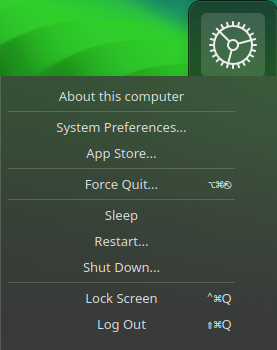 About this computer
System Preferences...
App Store...
Force Quit... ⌥⌘⎋
Sleep
Restart...
Shut Down...
Lock Screen ^⌘Q
Log Out ⇧⌘Q